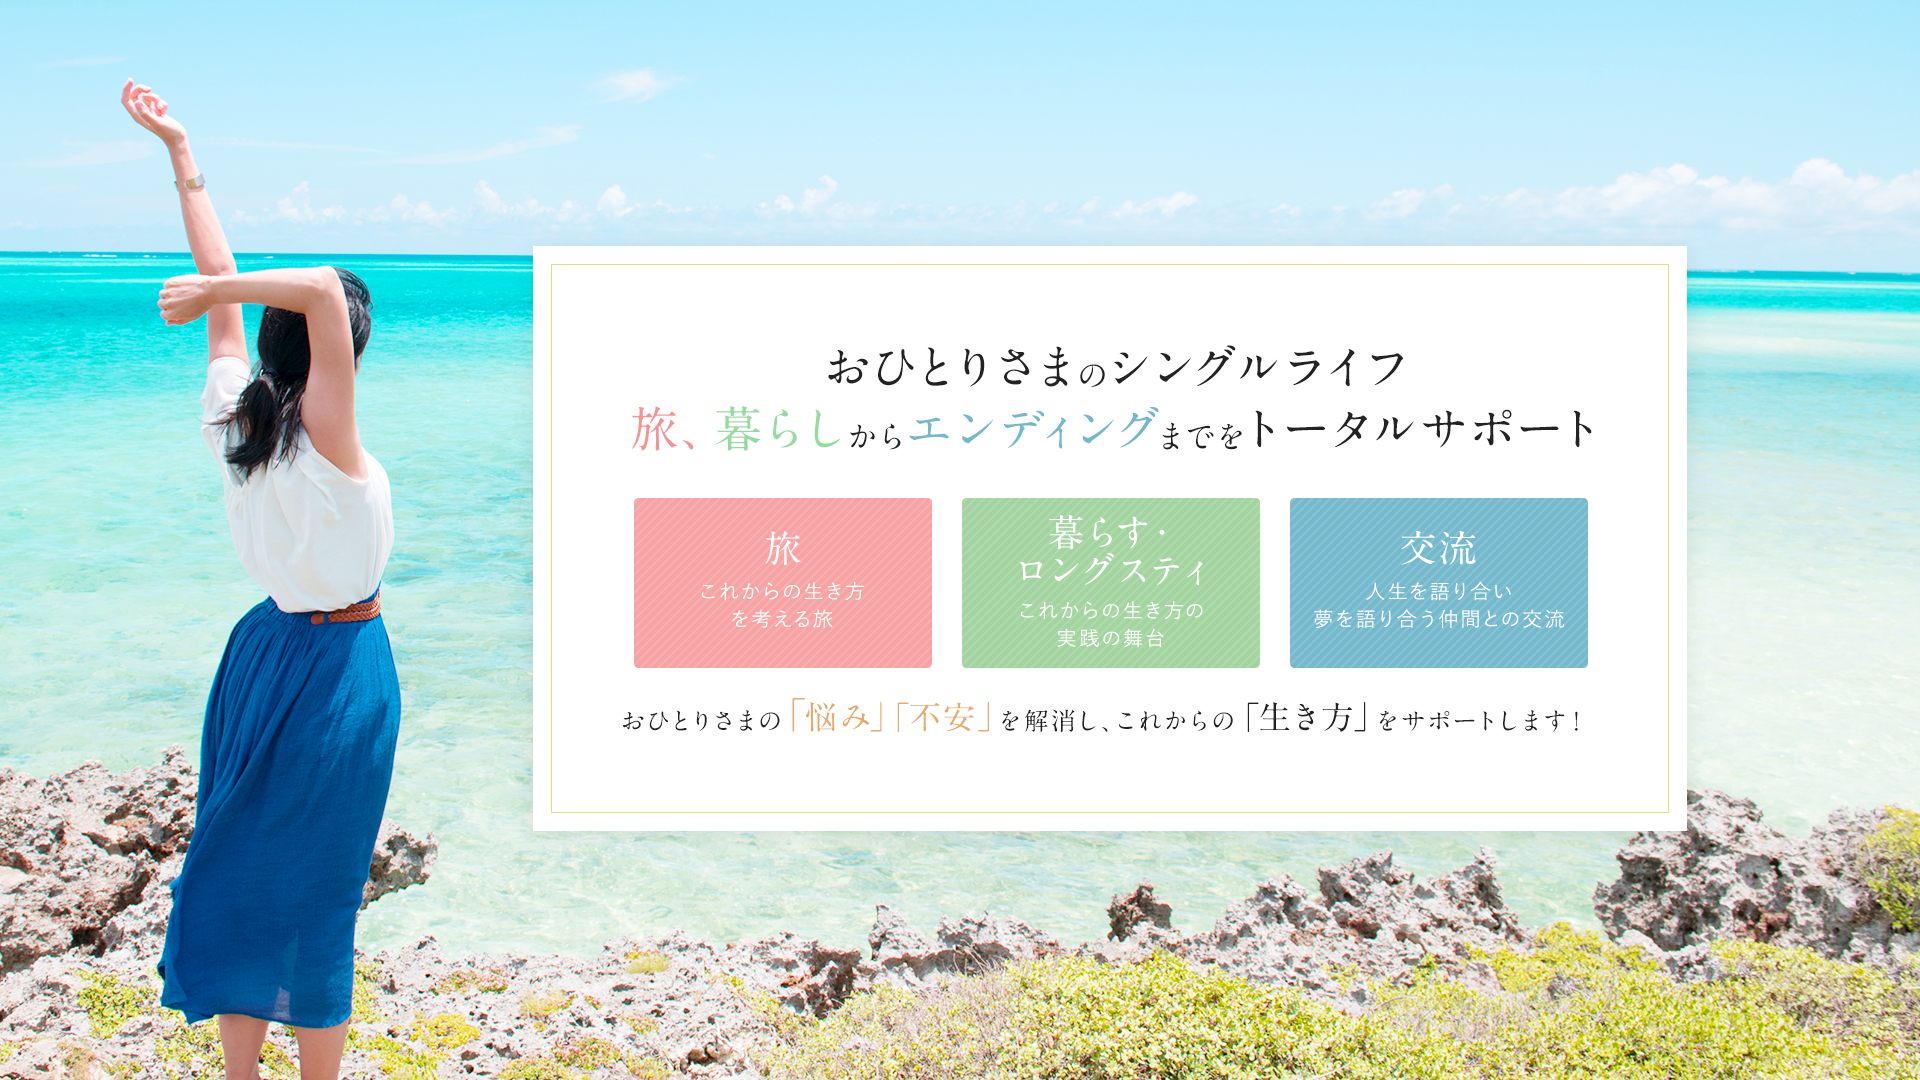 おひとりさまのシングルライフ
旅、暮らしからエンディングまでをトータルサポート
旅
これからの生き方
を考える旅
暮らす・
ロングスティ
これからの生き方の
実践の舞台
交流
人生を語り合い
夢を語り合う仲間との交流
おひとりさまの「悩み」「不安」を解消し、これからの「生き方」をサポートします！